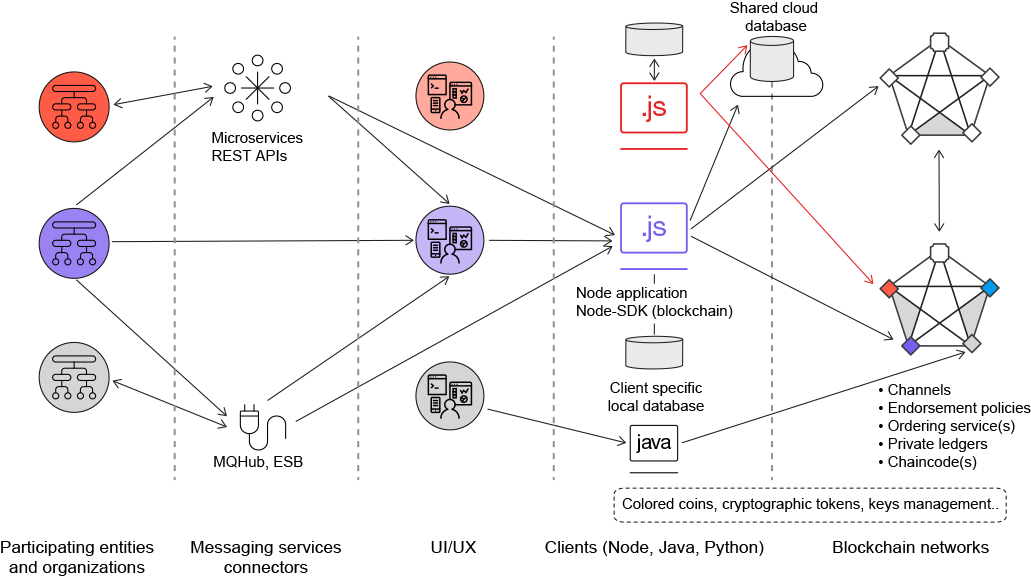 Shared cloud
database
.js
Microservices
REST APIs
.js
Node application
Node-SDK (blockchain)
Client specific
local database
java
MQHub, ESB
• Channels
• Endorsement policies
• Ordering service(s)
• Private ledgers
• Chaincode(s)
Colored coins, cryptographic tokens, keys management..
Participating entities
and organizations
Messaging services
connectors
UI/UX
Clients (Node, Java, Python)
Blockchain networks